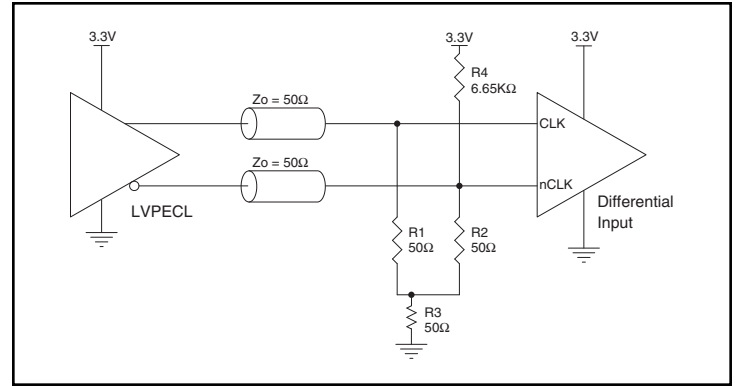 3.3V
3.3V
3.3V
R4
6.65KΩ
Zo = 50Ω
CLK
Zo = 50Ω
nCLK
LVPECL
Differential
Input
R1
50Ω
R2
50Ω
R3
50Ω